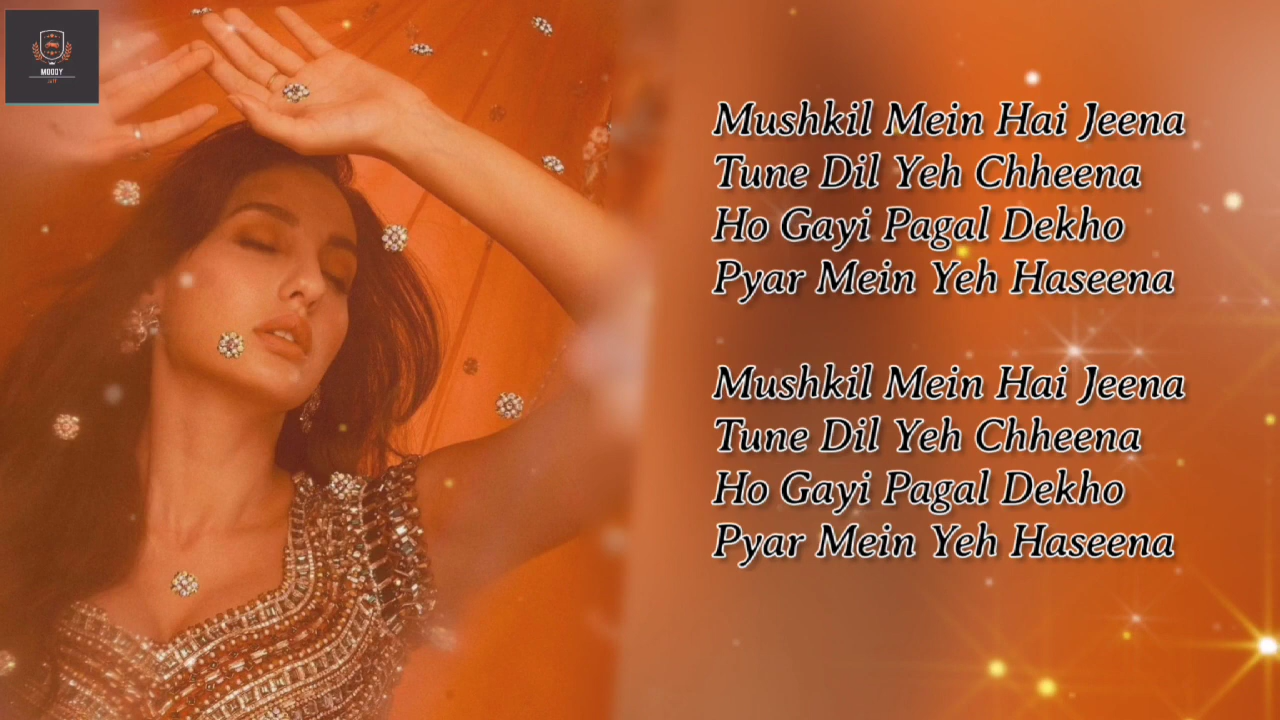 MOODY
Mushkil Mein Hai Jeena
Tune Dil Yeh Chheena
Ho Gayi Pagal Dekho
Pyar Mein Yeh Haseena
Mushkil Mein Hai Jeena
Tune Dil Yeh Chheena
Ho Gayi Pagal Dekho
Pyar Mein Yeh Haseena